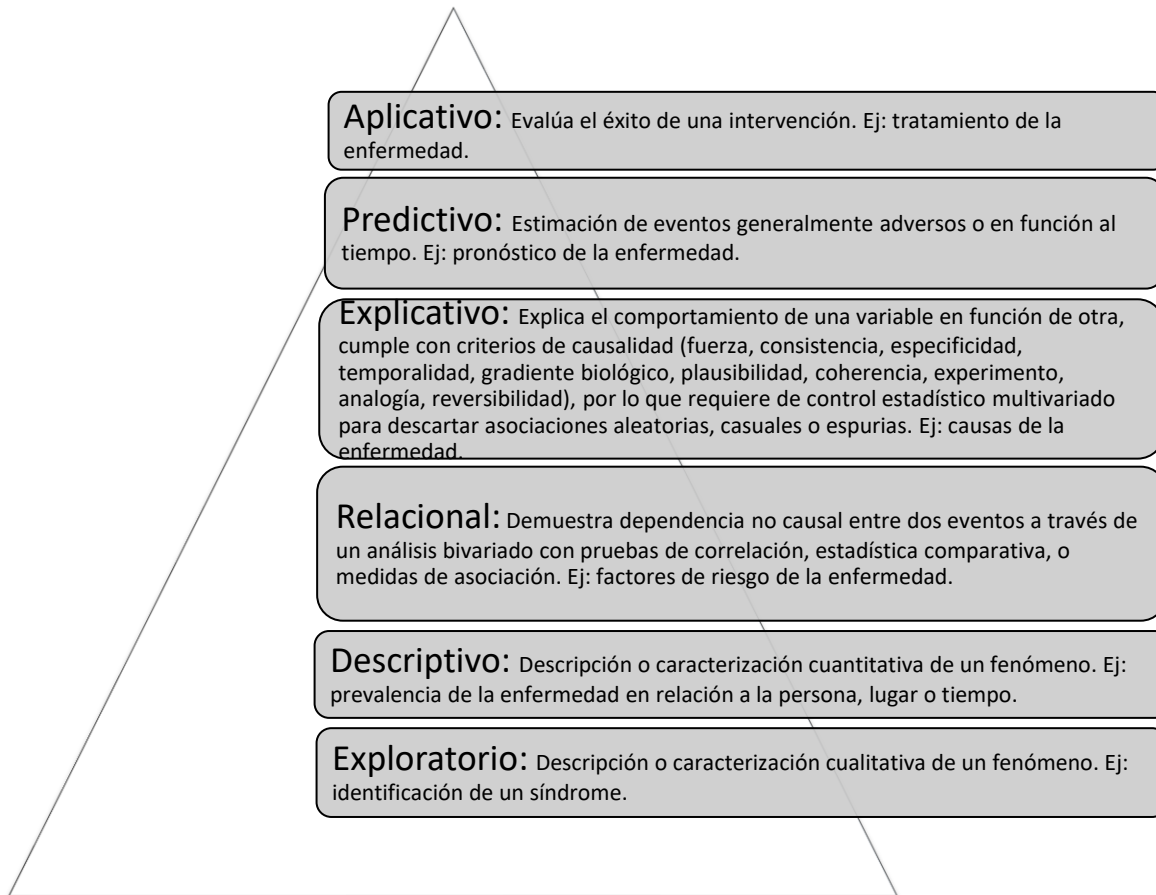 Aplicativo: Evalúa el éxito de una intervención. Ej: tratamiento de la
enfermedad.
Predictivo: Estimación de eventos generalmente adversos o en función al
tiempo. Ej: pronóstico de la enfermedad.
Explicativo: Explica el comportamiento de una variable en función de otra,
cumple con criterios de causalidad (fuerza, consistencia, especificidad,
temporalidad, gradiente biológico, plausibilidad, coherencia, experimento,
analogía, reversibilidad), por lo que requiere de control estadístico multivariado
para descartar asociaciones aleatorias, casuales o espurias. Ej: causas de la
enfermedad.
Relacional: Demuestra dependencia no causal entre dos eventos a través de
un análisis bivariado con pruebas de correlación, estadística comparativa, o
medidas de asociación. Ej: factores de riesgo de la enfermedad.
Descriptivo: Descripción o caracterización cuantitativa de un fenómeno. Ej:
prevalencia de la enfermedad en relación a la persona, lugar o tiempo.
Exploratorio: Descripción o caracterización cualitativa de un fenómeno. Ej:
identificación de un síndrome.